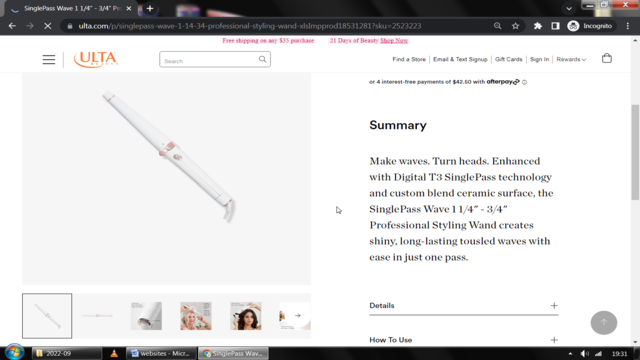 SinglePass Wave 1 1/4" - 3/4" Pro
ulta.com/p/singlepass-wave-1-14-34-professional-styling-wand-xlsImpprod18531281?sku=2523223
Incognito
Free shipping on any $35 purchase 21 Days of Beauty Shop Now
ULTA
BEAUTY
Search
Find a Store
Email & Text Signup
Gift Cards
Sign In
Rewards
or 4 interest-free payments of $42.50 with afterpay
Summary
Make waves. Turn heads. Enhanced
with Digital T3 SinglePass technology
and custom blend ceramic surface, the
SinglePass Wave 1 1/4" - 3/4"
Professional Styling Wand creates
shiny, long-lasting tousled waves with
ease in just one pass.
Details
How To Use
2022-09
websites - Micr...
SinglePass Wav...
19:31